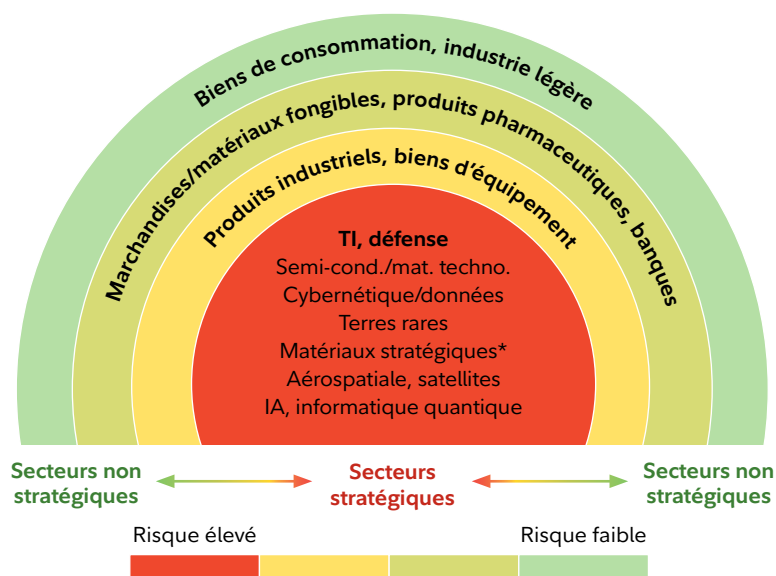 Biens de consommation, industrie légère
Marchandises/matériaux fongibles, produits pharmaceutiques, banques
Produits industriels, biens d'équipement
TI, défense
Semi-cond./mat. techno.
Cybernétique/données
Terres rares
Matériaux stratégiques*
Aérospatiale, satellites
IA, informatique quantique
Secteurs non
stratégiques
Secteurs
stratégiques
Secteurs non
stratégiques
Risque élevé
Risque faible